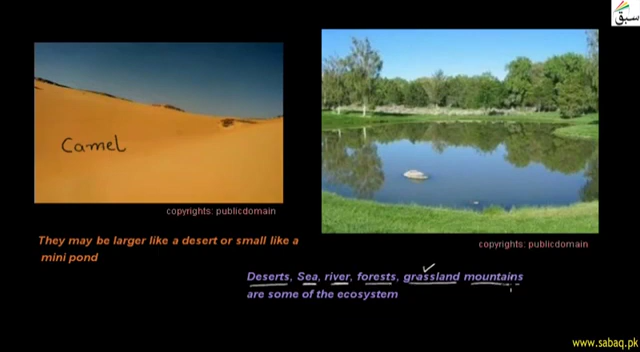 سبق
Camel
copyrights: publicdomain
They may be larger like a desert or small like a
mini pond
copyrights: publicdomain
Deserts, Sea, river, forests, grassland mountains
are some of the ecosystem
www.sabaq.pk